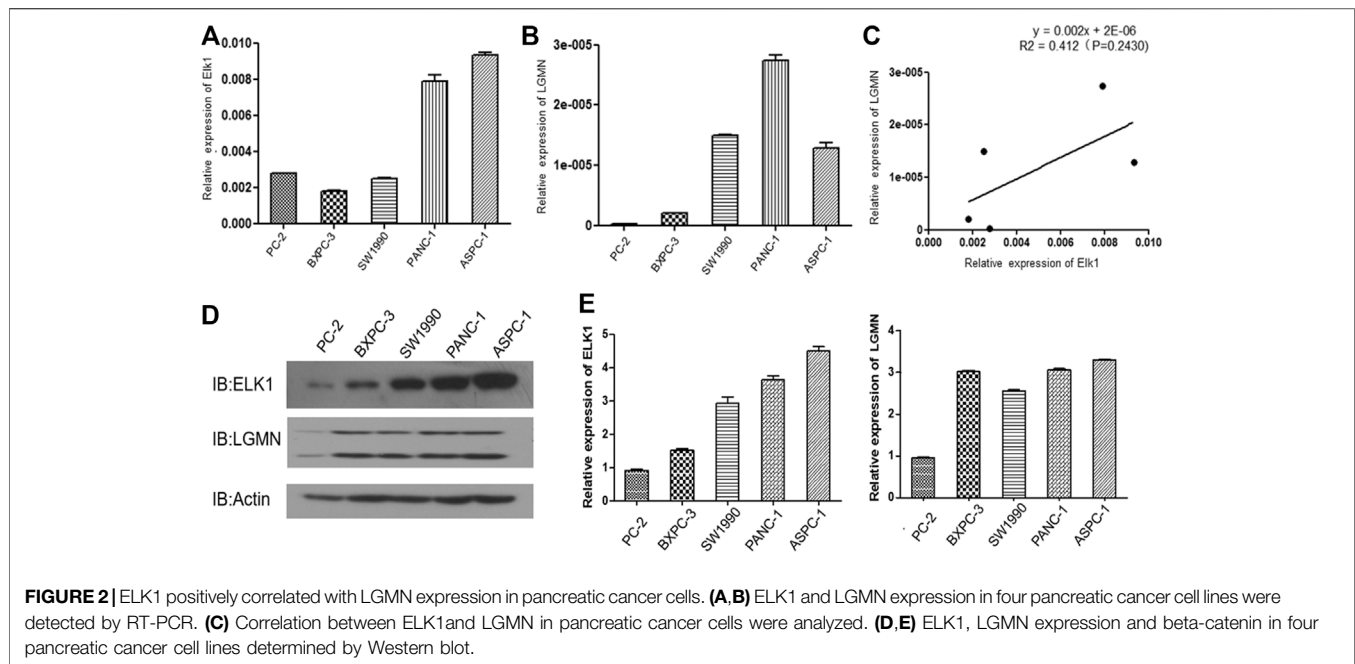 A
Relative expression of Elk1
0.010
0.008
0.006
0.004
0.002
0.000
PC-2
BXPC-3
SW1990
PANC-1
ASPC-1
B
Relative expression of LGMN
3e-005
2e-005
1e-005
0
PC-2
BXPC-3
SW1990
PANC-1
ASPC-1
C
y = 0.002x + 2E-06
R2 = 0.412 (P=0.2430)
Relative expression of LGMN
3e-005
2e-005
1e-005
0.000
0.002
0.004
0.006
0.008
0.010
Relative expression of Elk1
D
PC-2
BXPC-3
SW1990
PANC-1
ASPC-1
IB:ELK1
IB:LGMN
IB:Actin
E
Relative expression of ELK1
5
4
3
2
1
0
PC-2
BXPC-3
SW1990
PANC-1
ASPC-1
Relative expression of LGMN
4
3
2
1
0
PC-2
BXPC-3
SW1990
PANC-1
ASPC-1
FIGURE 2 | ELK1 positively correlated with LGMN expression in pancreatic cancer cells. (A,B) ELK1 and LGMN expression in four pancreatic cancer cell lines were
detected by RT-PCR. (C) Correlation between ELK1and LGMN in pancreatic cancer cells were analyzed. (D,E) ELK1, LGMN expression and beta-catenin in four
pancreatic cancer cell lines determined by Western blot.